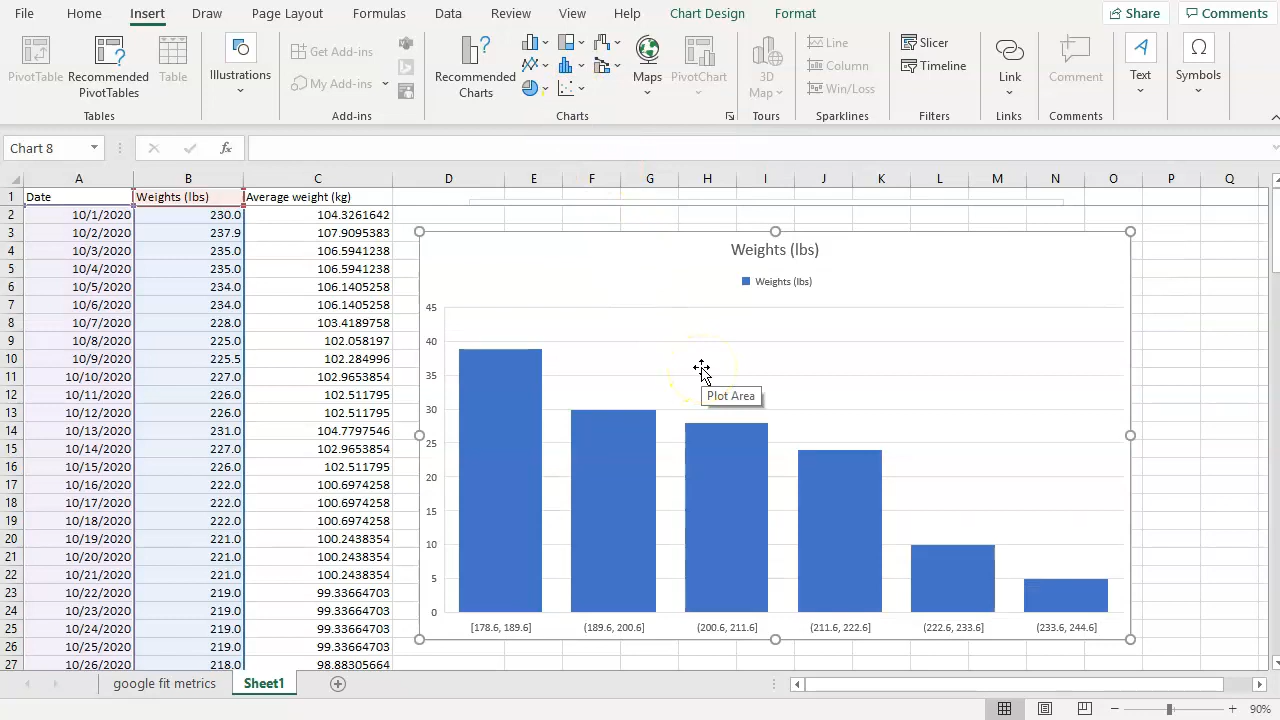 File Home Insert Draw Page Layout Formulas Data Review View Help Chart Design Format Share Comments
PivotTable Recommended PivotTables Table
Tables
Illustrations
Get Add-ins
My Add-ins
Add-ins
Recommended Charts
Maps PivotChart
Charts
3D Map
Tours
Line
Column
Win/Loss
Sparklines
Slicer
Timeline
Filters
Link
Links
Comment
Comments
Text
Symbols
Chart 8 fx
A B C D E F G H I J K L M N O P Q
1 Date Weights (lbs) Average weight (kg)
2 10/1/2020 230.0 104.3261642
3 10/2/2020 237.9 107.9095383
4 10/3/2020 235.0 106.5941238
5 10/4/2020 235.0 106.5941238
6 10/5/2020 234.0 106.1405258
7 10/6/2020 234.0 106.1405258
8 10/7/2020 228.0 103.4189758
9 10/8/2020 225.0 102.058197
10 10/9/2020 225.5 102.284996
11 10/10/2020 227.0 102.9653854
12 10/11/2020 226.0 102.511795
13 10/12/2020 226.0 102.511795
14 10/13/2020 231.0 104.7797546
15 10/14/2020 227.0 102.9653854
16 10/15/2020 226.0 102.511795
17 10/16/2020 222.0 100.6974258
18 10/17/2020 222.0 100.6974258
19 10/18/2020 222.0 100.6974258
20 10/19/2020 221.0 100.2438354
21 10/20/2020 221.0 100.2438354
22 10/21/2020 221.0 100.2438354
23 10/22/2020 219.0 99.33664703
24 10/23/2020 219.0 99.33664703
25 10/24/2020 219.0 99.33664703
26 10/25/2020 219.0 99.33664703
27 10/26/2020 218.0 98.88305664
Weights (lbs)
Weights (lbs)
45
40
35
30
25
20
15
10
5
0
Plot Area
[178.6, 189.6] (189.6, 200.6] (200.6, 211.6] (211.6, 222.6] (222.6, 233.6] (233.6, 244.6]
google fit metrics Sheet1
90%